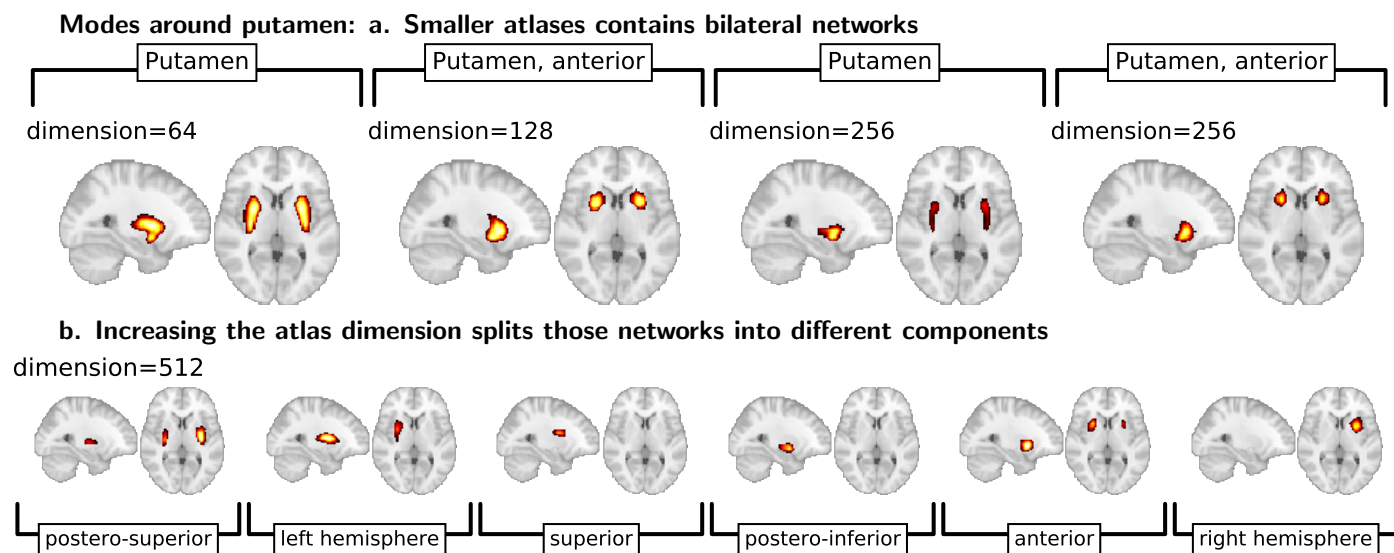 Modes around putamen: a. Smaller atlases contains bilateral networks
Putamen
Putamen, anterior
Putamen
Putamen, anterior
dimension=64
dimension=128
dimension=256
dimension=256
b. Increasing the atlas dimension splits those networks into different components
dimension=512
postero-superior
left hemisphere
superior
postero-inferior
anterior
right hemisphere